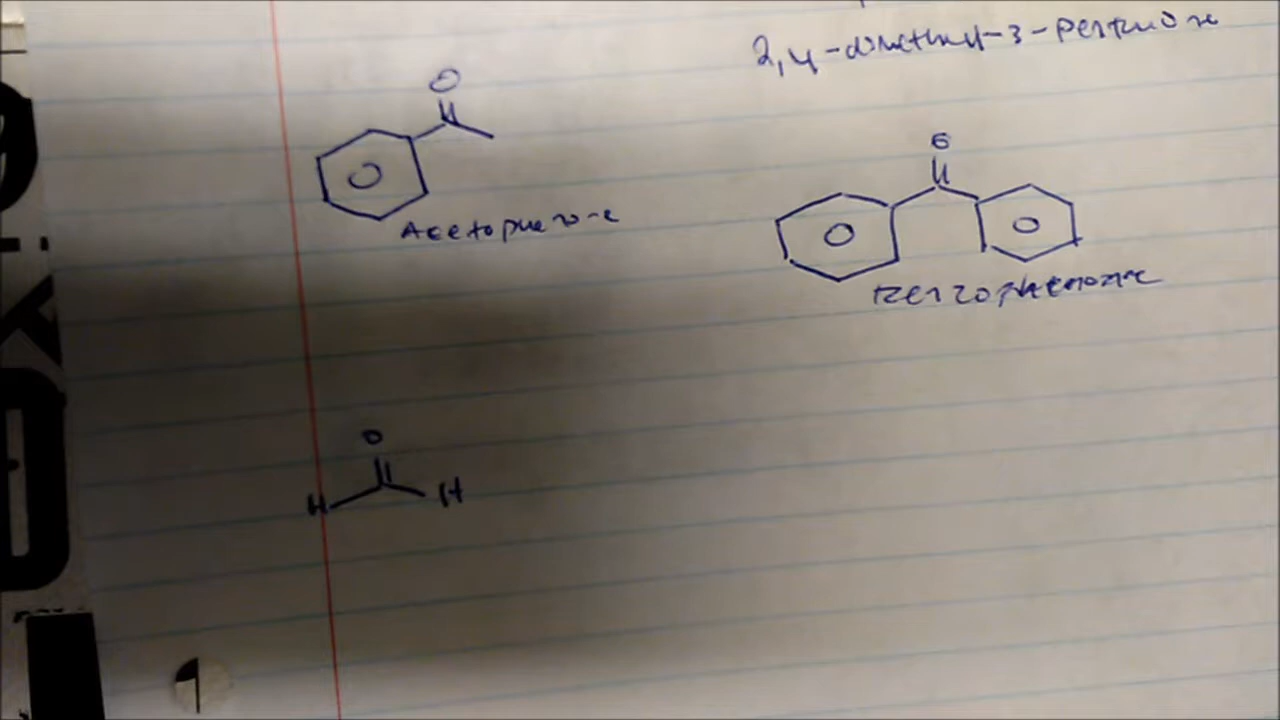 2,4-dimethyl-3-pentanone
O
Acetophenone
O
Benzophenone
O
H H